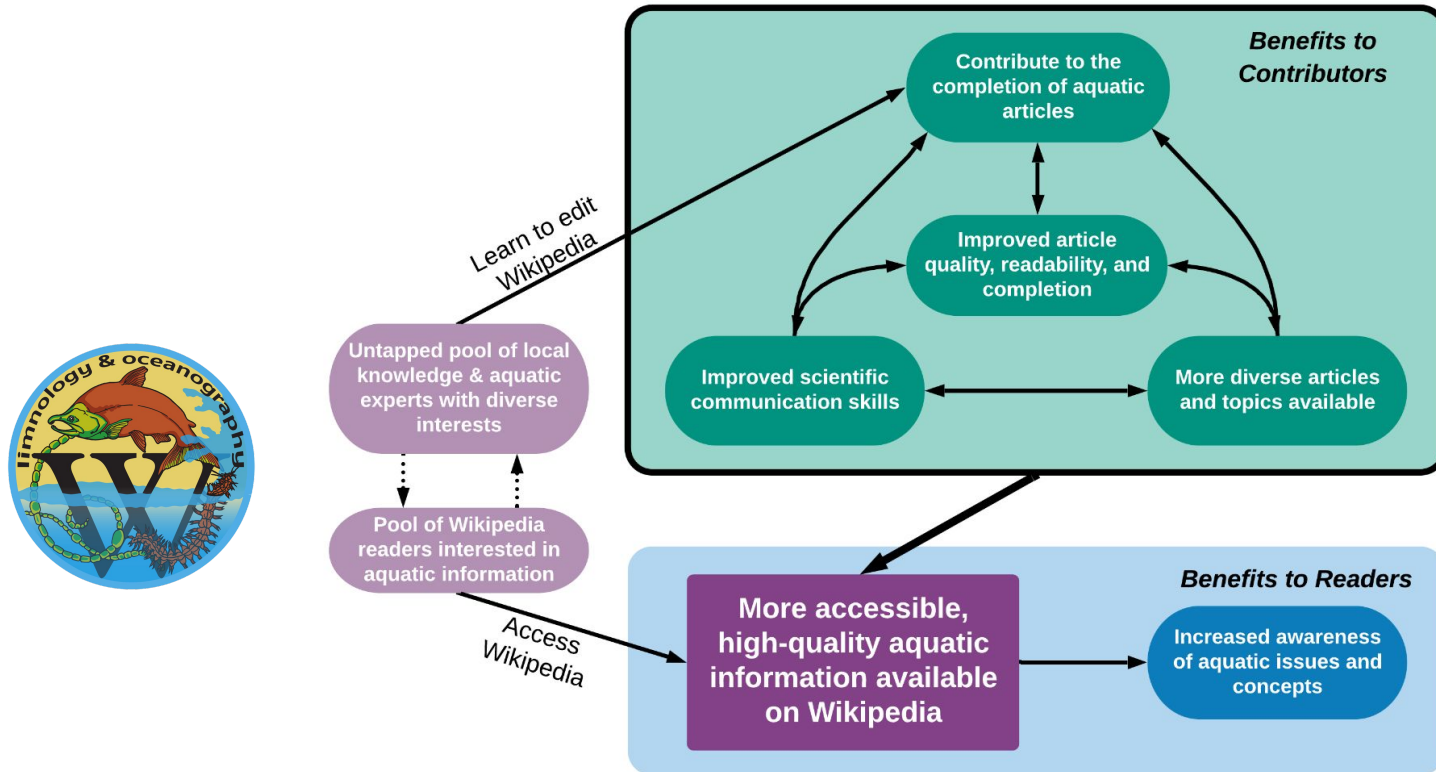 limnology & oceanography
W
Learn to edit
Wikipedia
Untapped pool of local
knowledge & aquatic
experts with diverse
interests
Pool of Wikipedia
readers interested in
aquatic information
Access
Wikipedia
Benefits to
Contributors
Contribute to the
completion of aquatic
articles
Improved article
quality, readability, and
completion
Improved scientific
communication skills
More diverse articles
and topics available
Benefits to Readers
More accessible,
high-quality aquatic
information available
on Wikipedia
Increased awareness
of aquatic issues and
concepts